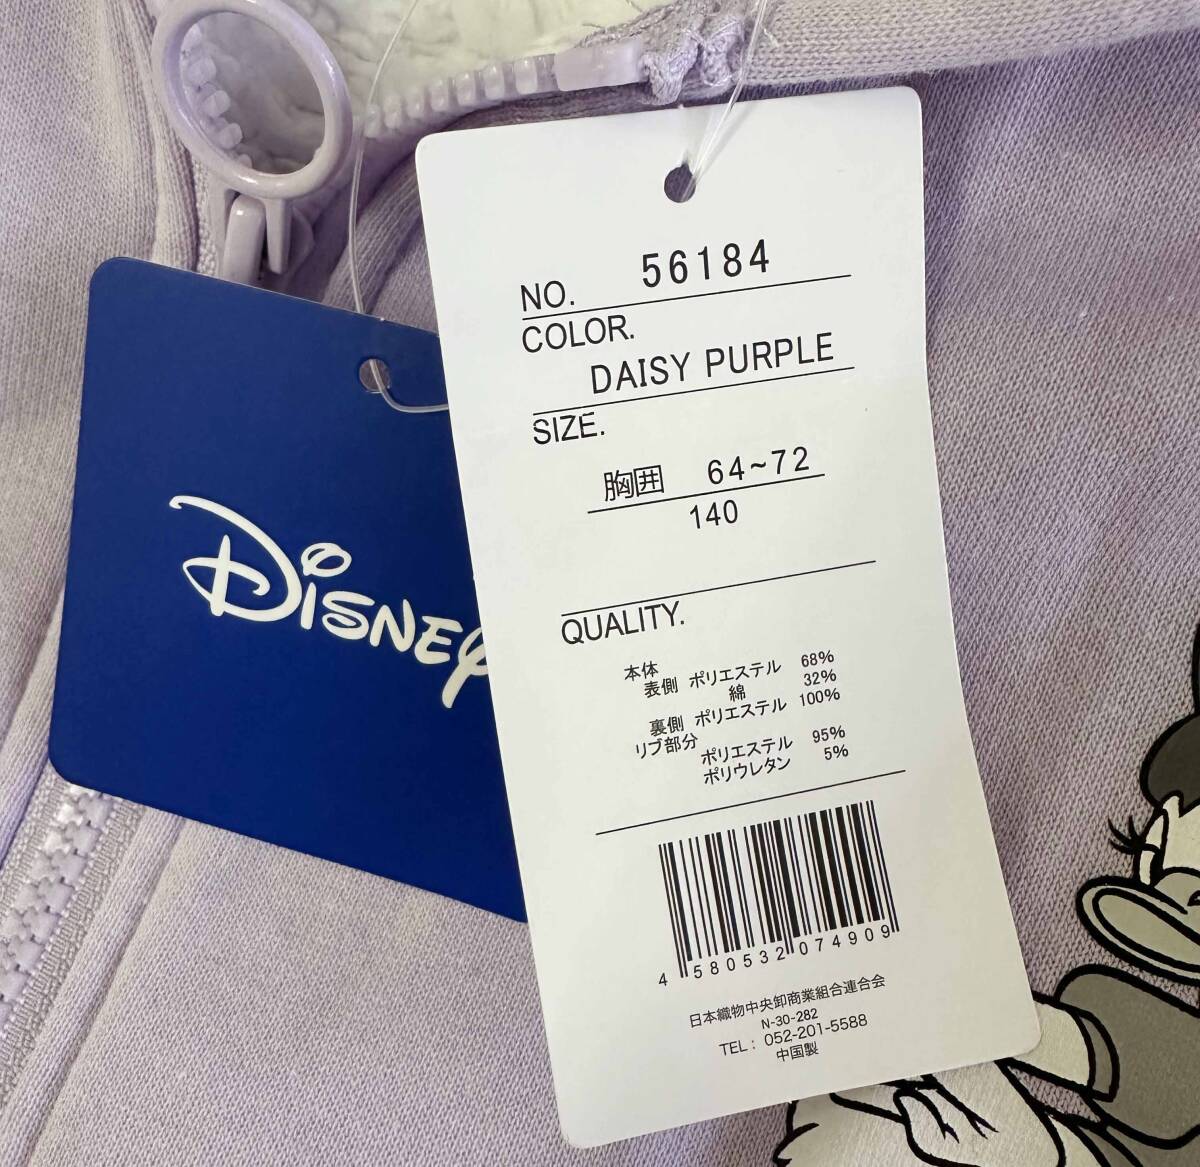 DISNEY
NO. 56184
COLOR.
DAISY PURPLE
SIZE.
胸囲 64~72
140
QUALITY.
本体
表側 ポリエステル 68%
綿 32%
裏側 ポリエステル 100%
リブ部分
ポリエステル 95%
ポリウレタン 5%
4 580532 074909
日本織物中央卸商業組合連合会
N-30-282
TEL: 052-201-5588
中国製